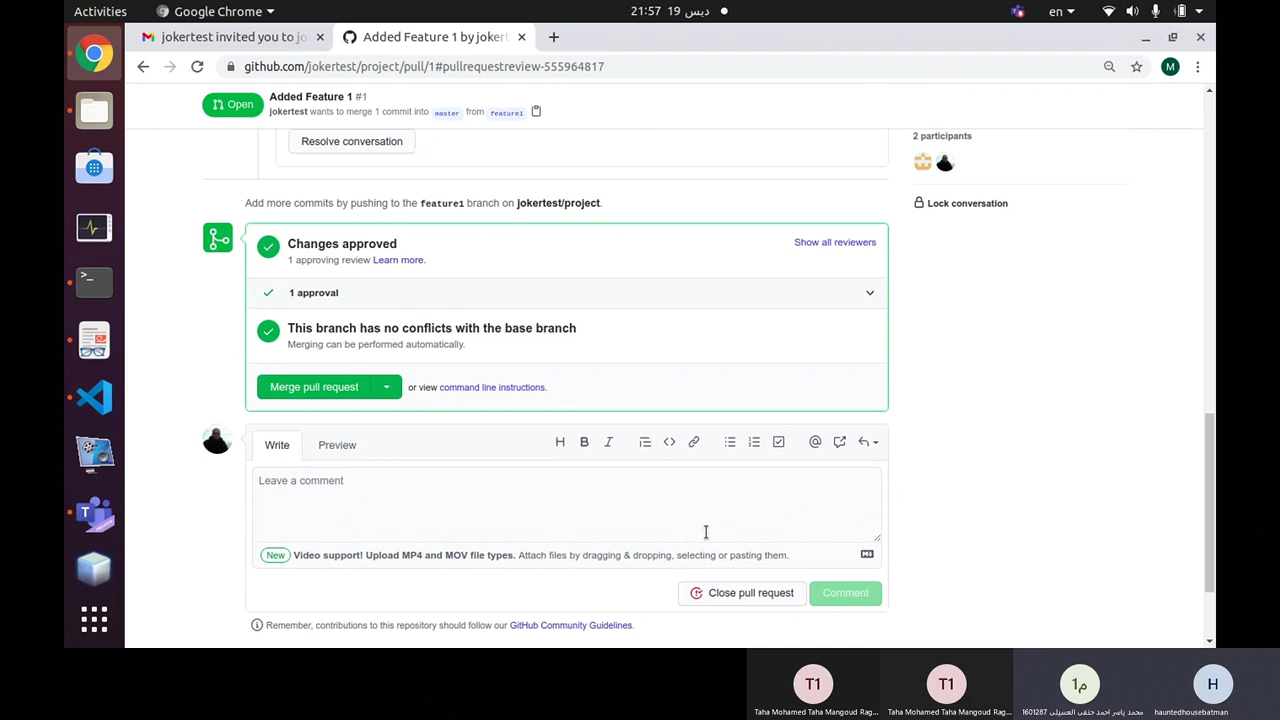 Activities
Google Chrome
21:57 19 ديس
en
jokertest invited you to jo
Added Feature 1 by jokert
github.com/jokertest/project/pull/1#pullrequestreview-555964817
M
Open
Added Feature 1 #1
jokertest wants to merge 1 commit into master from feature1
2 participants
Resolve conversation
Lock conversation
Add more commits by pushing to the feature1 branch on jokertest/project.
Changes approved
Show all reviewers
1 approving review Learn more.
1 approval
This branch has no conflicts with the base branch
Merging can be performed automatically.
Merge pull request
or view command line instructions.
Write
Preview
H B I
Leave a comment
New Video support! Upload MP4 and MOV file types. Attach files by dragging & dropping, selecting or pasting them.
Close pull request
Comment
Remember, contributions to this repository should follow our GitHub Community Guidelines.
T1
T1
م1
H
Taha Mohamed Taha Mangoud Rag...
Taha Mohamed Taha Mangoud Rag...
محمد ياسر احمد حنفى العسيلى 1601287
hauntedhousebatman